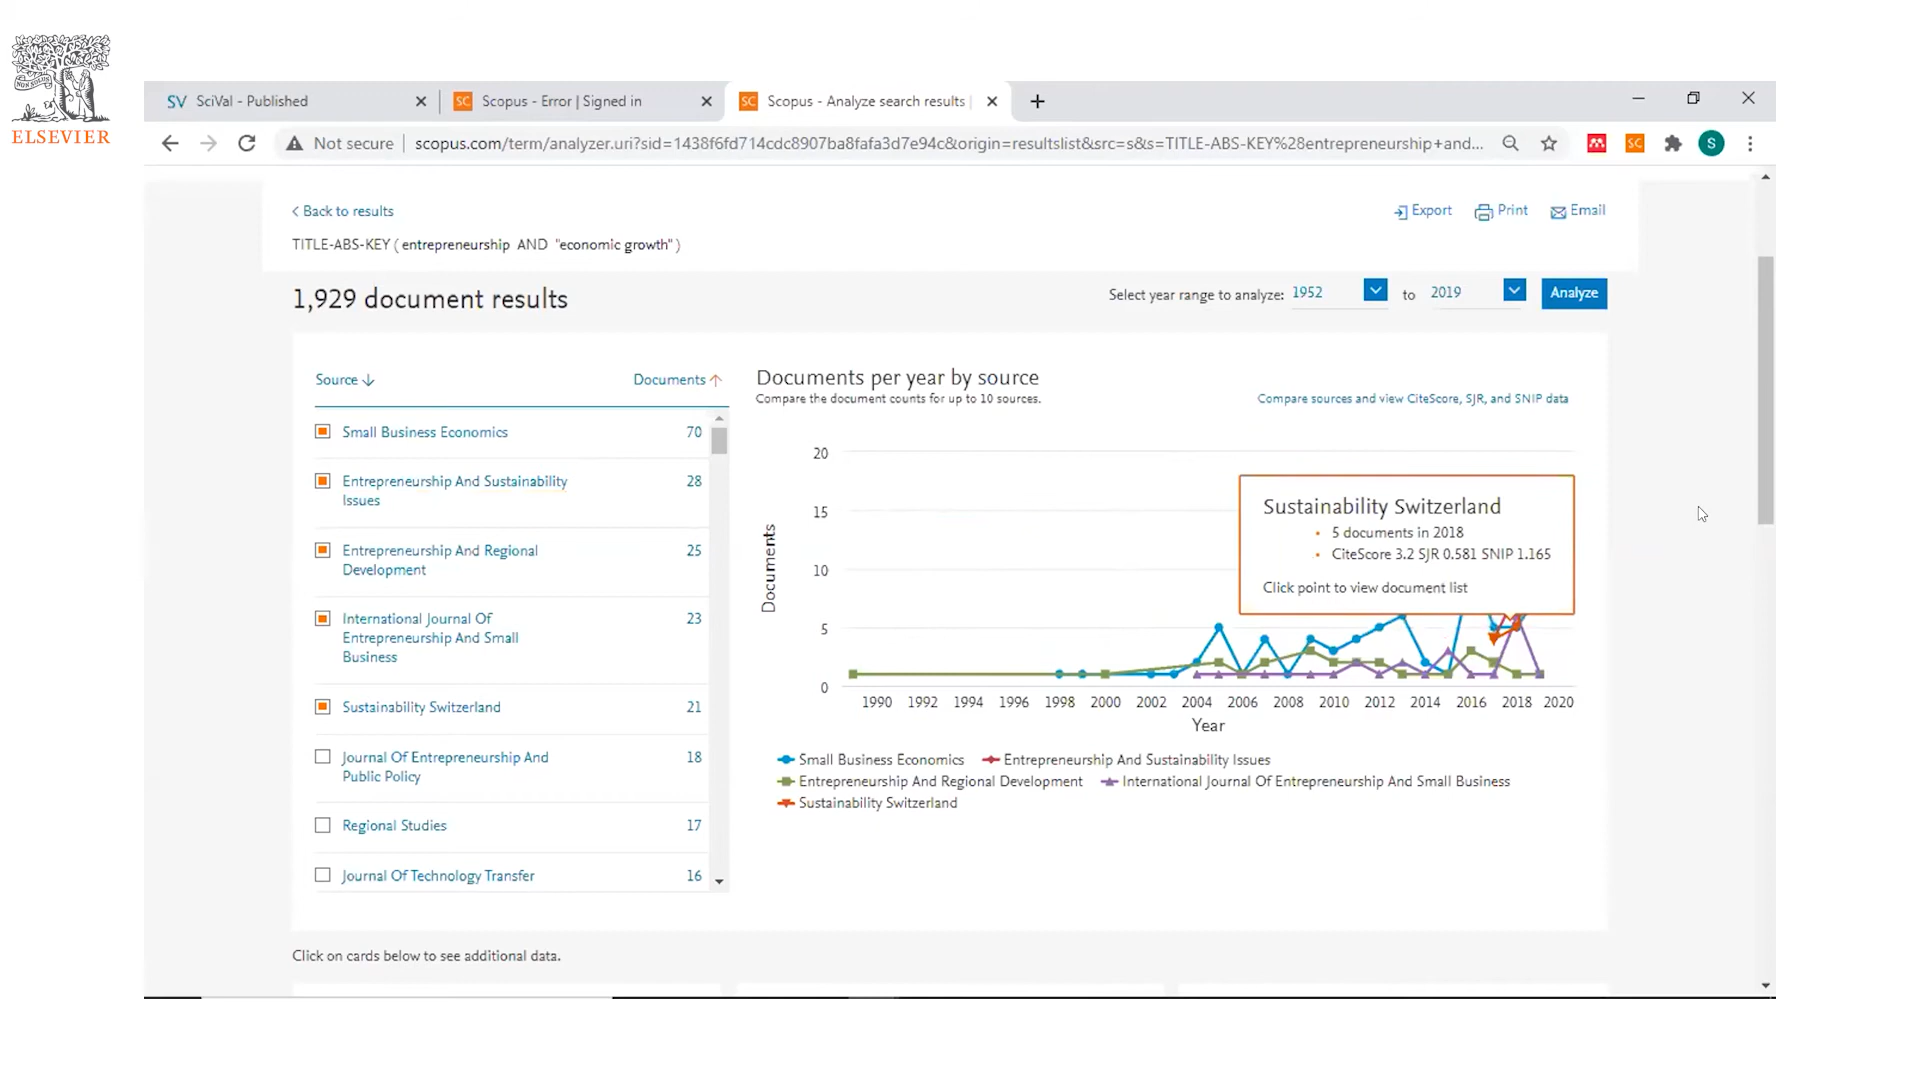 ELSEVIER
SV SciVal - Published
SC Scopus - Error | Signed in
SC Scopus - Analyze search results |
Not secure | scopus.com/term/analyzer.uri?sid=1438f6fd714cdc8907ba8fafa3d7e94c&origin=resultslist&src=s&s=TITLE-ABS-KEY%28entrepreneurship+and...
SC
S
< Back to results
Export Print Email
TITLE-ABS-KEY ( entrepreneurship AND "economic growth" )
1,929 document results
Select year range to analyze: 1952 to 2019 Analyze
Source Documents
Small Business Economics 70
Entrepreneurship And Sustainability
Issues
28
Entrepreneurship And Regional
Development
25
International Journal Of
Entrepreneurship And Small
Business
23
Sustainability Switzerland 21
Journal Of Entrepreneurship And
Public Policy
18
Regional Studies 17
Journal Of Technology Transfer 16
Documents per year by source
Compare the document counts for up to 10 sources.
Compare sources and view CiteScore, SJR, and SNIP data
20
15
10
5
0
Documents
Sustainability Switzerland
5 documents in 2018
CiteScore 3.2 SJR 0.581 SNIP 1.165
Click point to view document list
1990 1992 1994 1996 1998 2000 2002 2004 2006 2008 2010 2012 2014 2016 2018 2020
Year
Small Business Economics Entrepreneurship And Sustainability Issues
Entrepreneurship And Regional Development International Journal Of Entrepreneurship And Small Business
Sustainability Switzerland
Click on cards below to see additional data.